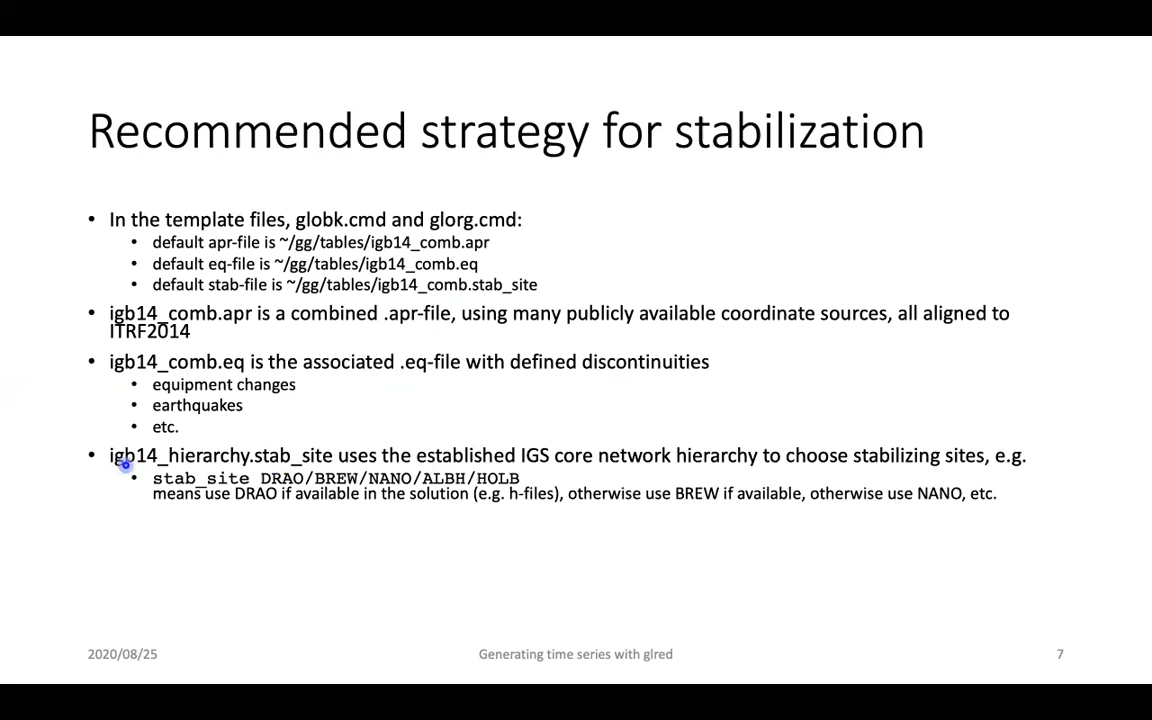 Recommended strategy for stabilization
• In the template files, globk.cmd and glorg.cmd:
• default apr-file is ~/gg/tables/igb14_comb.apr
• default eq-file is ~/gg/tables/igb14_comb.eq
• default stab-file is ~/gg/tables/igb14_comb.stab_site
• igb14_comb.apr is a combined .apr-file, using many publicly available coordinate sources, all aligned to
ITRF2014
• igb14_comb.eq is the associated .eq-file with defined discontinuities
• equipment changes
• earthquakes
• etc.
• igb14_hierarchy.stab_site uses the established IGS core network hierarchy to choose stabilizing sites, e.g.
• stab_site DRAO/BREW/NANO/ALBH/HOLB
means use DRAO if available in the solution (e.g. h-files), otherwise use BREW if available, otherwise use NANO, etc.
2020/08/25
Generating time series with glred
7